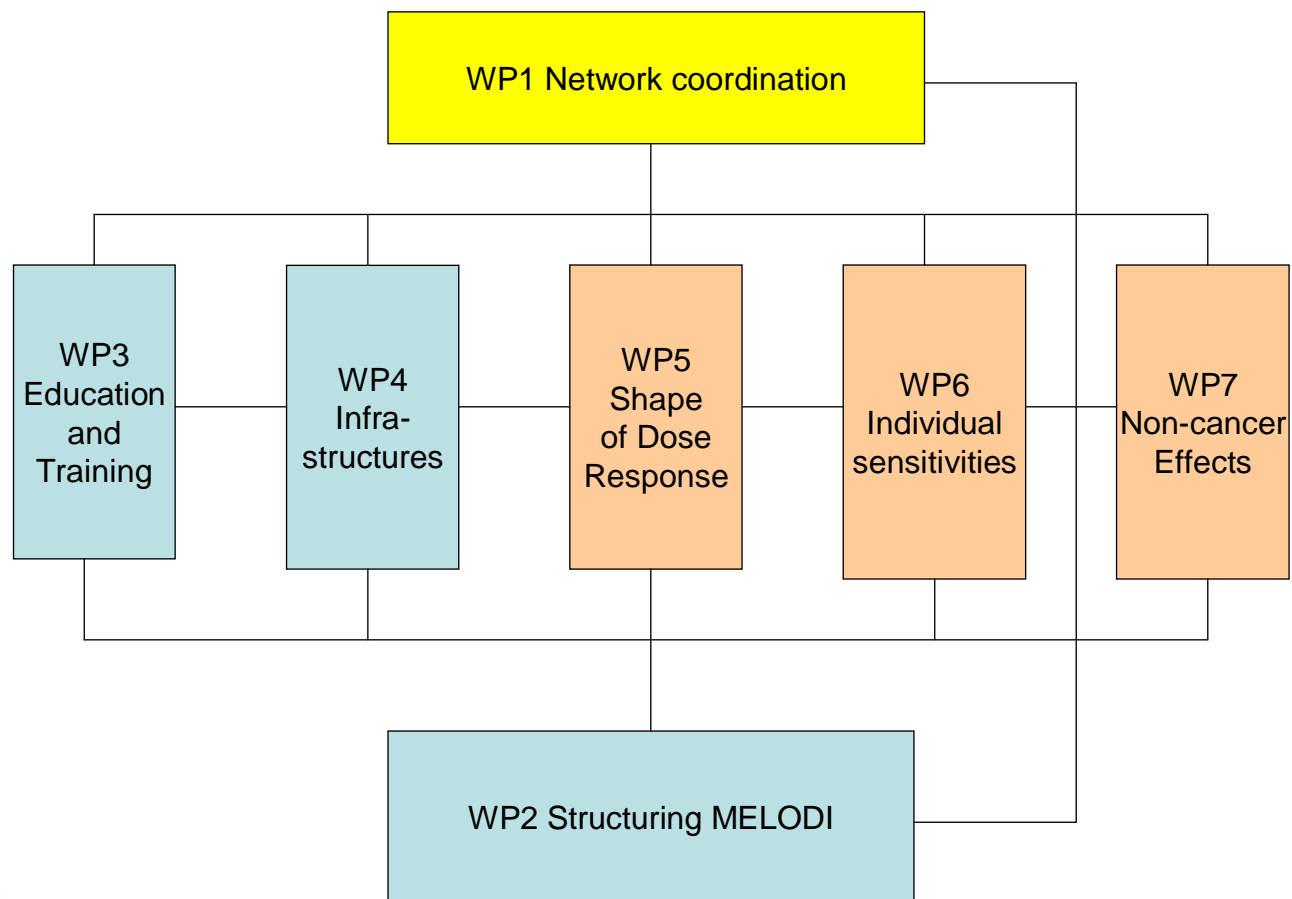 WP1 Network coordination
WP3
Education
and
Training
WP4
Infra-
structures
WP5
Shape
of Dose
Response
WP6
Individual
sensitivities
WP7
Non-cancer
Effects
WP2 Structuring MELODI